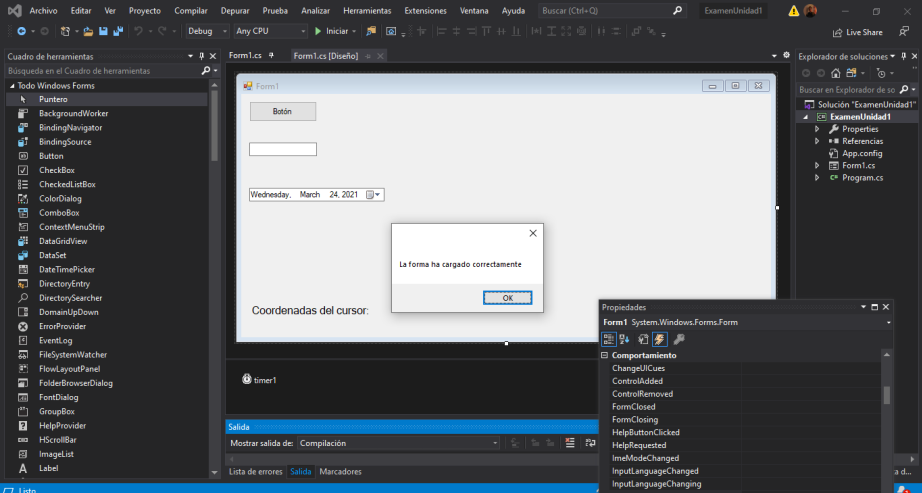 Archivo Editar Ver Proyecto Compilar Depurar Prueba Analizar Herramientas Extensiones Ventana Ayuda Buscar (Ctrl+Q) ExamenUnidad1
Debug Any CPU Iniciar Live Share
Cuadro de herramientas
Búsqueda en el Cuadro de herramientas
Todo Windows Forms
Puntero
BackgroundWorker
BindingNavigator
BindingSource
Button
CheckBox
CheckedListBox
ColorDialog
ComboBox
ContextMenuStrip
DataGridView
DataSet
DateTimePicker
DirectoryEntry
DirectorySearcher
DomainUpDown
ErrorProvider
EventLog
FileSystemWatcher
FlowLayoutPanel
FolderBrowserDialog
FontDialog
GroupBox
HelpProvider
HScrollBar
ImageList
Label
Form1.cs Form1.cs [Diseño]
Form1
Botón
Wednesday, March 24, 2021
La forma ha cargado correctamente
OK
Coordenadas del cursor:
timer1
Salida
Mostrar salida de: Compilación
Lista de errores Salida Marcadores
Explorador de soluciones
Buscar en Explorador de so
Solución "ExamenUnidad1"
C# ExamenUnidad1
Properties
Referencias
App.config
Form1.cs
C# Program.cs
Propiedades
Form1 System.Windows.Forms.Form
Comportamiento
ChangeUICues
ControlAdded
ControlRemoved
FormClosed
FormClosing
HelpButtonClicked
HelpRequested
ImeModeChanged
InputLanguageChanged
InputLanguageChanging
a d...
Listo